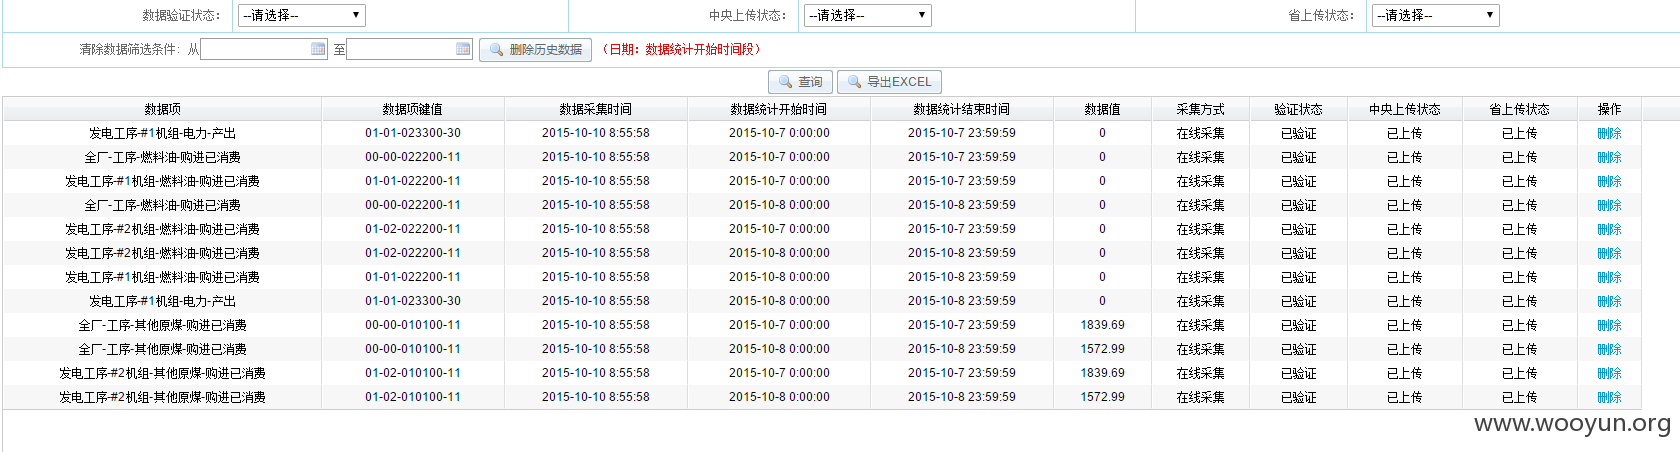 数据验证状态： --请选择-- 中央上传状态： --请选择-- 省上传状态： --请选择--
清除数据筛选条件：从 至 删除历史数据 （日期：数据统计开始时间段）
查询 导出EXCEL
数据项 数据项键值 数据采集时间 数据统计开始时间 数据统计结束时间 数据值 采集方式 验证状态 中央上传状态 省上传状态 操作
发电工序-#1机组-电力-产出 01-01-023300-30 2015-10-10 8:55:58 2015-10-7 0:00:00 2015-10-7 23:59:59 0 在线采集 已验证 已上传 已上传 删除
全厂-工序-燃料油-购进已消费 00-00-022200-11 2015-10-10 8:55:58 2015-10-7 0:00:00 2015-10-7 23:59:59 0 在线采集 已验证 已上传 已上传 删除
发电工序-#1机组-燃料油-购进已消费 01-01-022200-11 2015-10-10 8:55:58 2015-10-7 0:00:00 2015-10-7 23:59:59 0 在线采集 已验证 已上传 已上传 删除
全厂-工序-燃料油-购进已消费 00-00-022200-11 2015-10-10 8:55:58 2015-10-8 0:00:00 2015-10-8 23:59:59 0 在线采集 已验证 已上传 已上传 删除
发电工序-#2机组-燃料油-购进已消费 01-02-022200-11 2015-10-10 8:55:58 2015-10-7 0:00:00 2015-10-7 23:59:59 0 在线采集 已验证 已上传 已上传 删除
发电工序-#2机组-燃料油-购进已消费 01-02-022200-11 2015-10-10 8:55:58 2015-10-8 0:00:00 2015-10-8 23:59:59 0 在线采集 已验证 已上传 已上传 删除
发电工序-#1机组-燃料油-购进已消费 01-01-022200-11 2015-10-10 8:55:58 2015-10-8 0:00:00 2015-10-8 23:59:59 0 在线采集 已验证 已上传 已上传 删除
发电工序-#1机组-电力-产出 01-01-023300-30 2015-10-10 8:55:58 2015-10-8 0:00:00 2015-10-8 23:59:59 0 在线采集 已验证 已上传 已上传 删除
全厂-工序-其他原煤-购进已消费 00-00-010100-11 2015-10-10 8:55:58 2015-10-7 0:00:00 2015-10-7 23:59:59 1839.69 在线采集 已验证 已上传 已上传 删除
全厂-工序-其他原煤-购进已消费 00-00-010100-11 2015-10-10 8:55:58 2015-10-8 0:00:00 2015-10-8 23:59:59 1572.99 在线采集 已验证 已上传 已上传 删除
发电工序-#2机组-其他原煤-购进已消费 01-02-010100-11 2015-10-10 8:55:58 2015-10-7 0:00:00 2015-10-7 23:59:59 1839.69 在线采集 已验证 已上传 已上传 删除
发电工序-#2机组-其他原煤-购进已消费 01-02-010100-11 2015-10-10 8:55:58 2015-10-8 0:00:00 2015-10-8 23:59:59 1572.99 在线采集 已验证 已上传 已上传 删除
www.wooyun.org